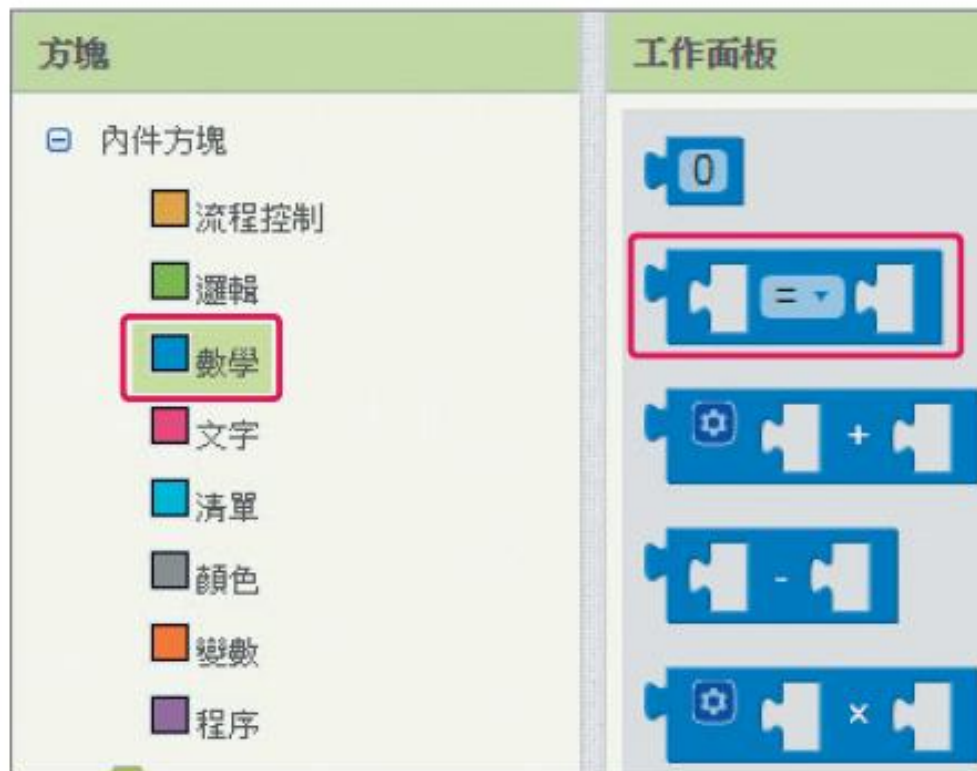 方塊
內件方塊
流程控制
邏輯
數學
文字
清單
顏色
變數
程序
工作面板
0
=
+
-
×